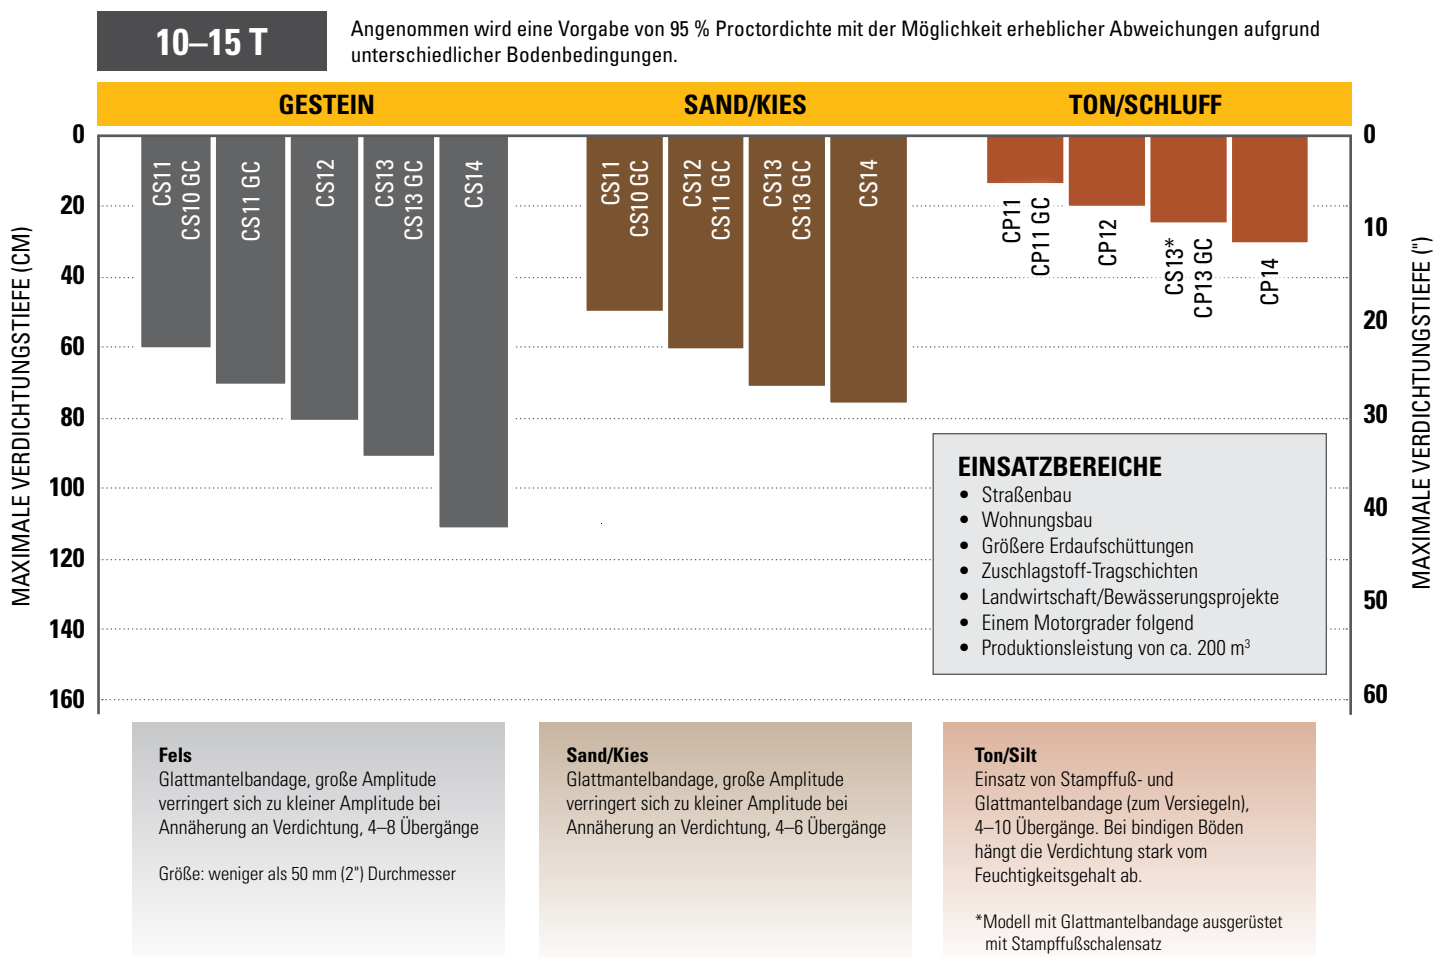 10–15 T
Angenommen wird eine Vorgabe von 95 % Proctordichte mit der Möglichkeit erheblicher Abweichungen aufgrund
unterschiedlicher Bodenbedingungen.
GESTEIN
SAND/KIES
TON/SCHLUFF
MAXIMALE VERDICHTUNGSTIEFE (CM)
0
20
40
60
80
100
120
140
160
CS11
CS10 GC
CS11 GC
CS12
CS13
CS13 GC
CS14
CS11
CS10 GC
CS12
CS11 GC
CS13
CS13 GC
CS14
CP11
CP11 GC
CP12
CS13*
CP13 GC
CP14
0
10
20
30
40
50
60
MAXIMALE VERDICHTUNGSTIEFE (")
EINSATZBEREICHE
• Straßenbau
• Wohnungsbau
• Größere Erdaufschüttungen
• Zuschlagstoff-Tragschichten
• Landwirtschaft/Bewässerungsprojekte
• Einem Motorgrader folgend
• Produktionsleistung von ca. 200 m³
Fels
Glattmantelbandage, große Amplitude
verringert sich zu kleiner Amplitude bei
Annäherung an Verdichtung, 4–8 Übergänge
Größe: weniger als 50 mm (2") Durchmesser
Sand/Kies
Glattmantelbandage, große Amplitude
verringert sich zu kleiner Amplitude bei
Annäherung an Verdichtung, 4–6 Übergänge
Ton/Silt
Einsatz von Stampffuß- und
Glattmantelbandage (zum Versiegeln),
4–10 Übergänge. Bei bindigen Böden
hängt die Verdichtung stark vom
Feuchtigkeitsgehalt ab.
*Modell mit Glattmantelbandage ausgerüstet
mit Stampffußschalensatz